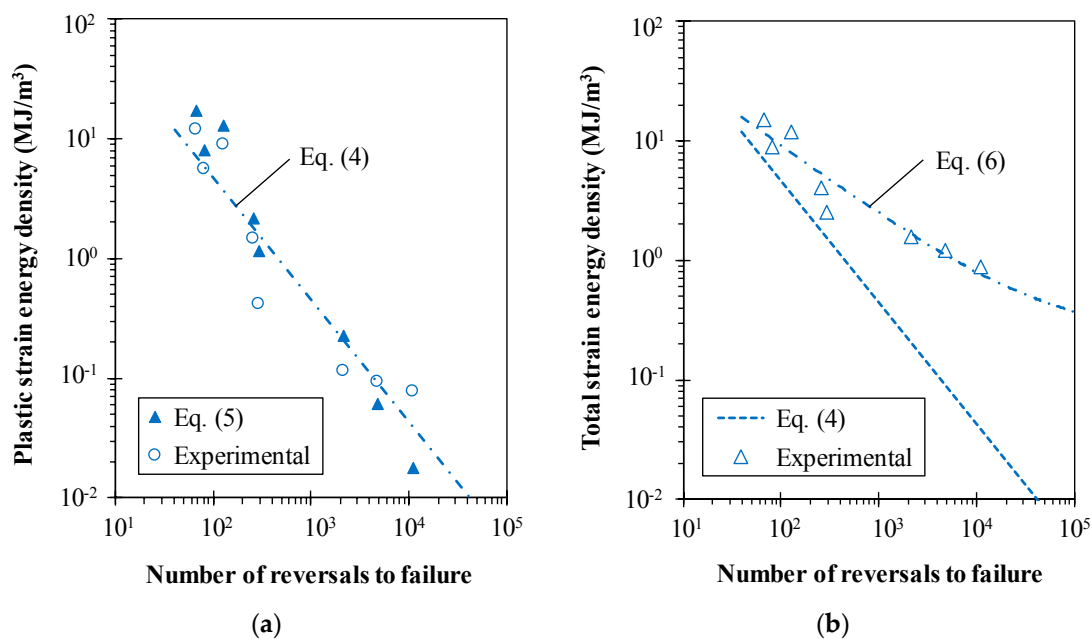 Plastic strain energy density (MJ/m³)
10²
10¹
10⁰
10⁻¹
10⁻²
Eq. (4)
Eq. (5)
Experimental
10¹ 10² 10³ 10⁴ 10⁵
Number of reversals to failure
(a)
Total strain energy density (MJ/m³)
10²
10¹
10⁰
10⁻¹
10⁻²
Eq. (6)
Eq. (4)
Experimental
10¹ 10² 10³ 10⁴ 10⁵
Number of reversals to failure
(b)